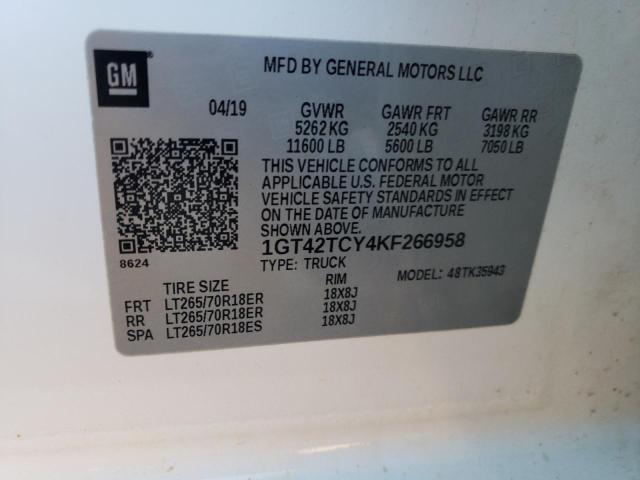 GM
MFD BY GENERAL MOTORS LLC
04/19 GVWR GAWR FRT GAWR RR
5262 KG 2540 KG 3198 KG
11600 LB 5600 LB 7050 LB
THIS VEHICLE CONFORMS TO ALL
APPLICABLE U.S. FEDERAL MOTOR
VEHICLE SAFETY STANDARDS IN EFFECT
ON THE DATE OF MANUFACTURE
SHOWN ABOVE.
1GT42TCY4KF266958
8624
TYPE: TRUCK MODEL: 48TK35943
TIRE SIZE RIM
FRT LT265/70R18ER 18X8J
RR LT265/70R18ER 18X8J
SPA LT265/70R18ES 18X8J